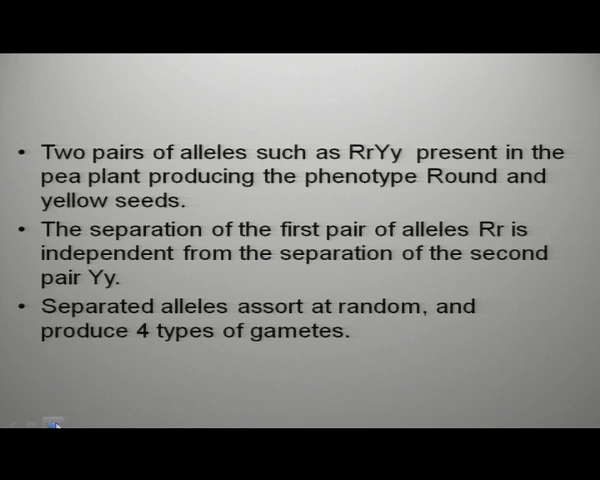 • Two pairs of alleles such as RrYy present in the
pea plant producing the phenotype Round and
yellow seeds.
• The separation of the first pair of alleles Rr is
independent from the separation of the second
pair Yy.
• Separated alleles assort at random, and
produce 4 types of gametes.